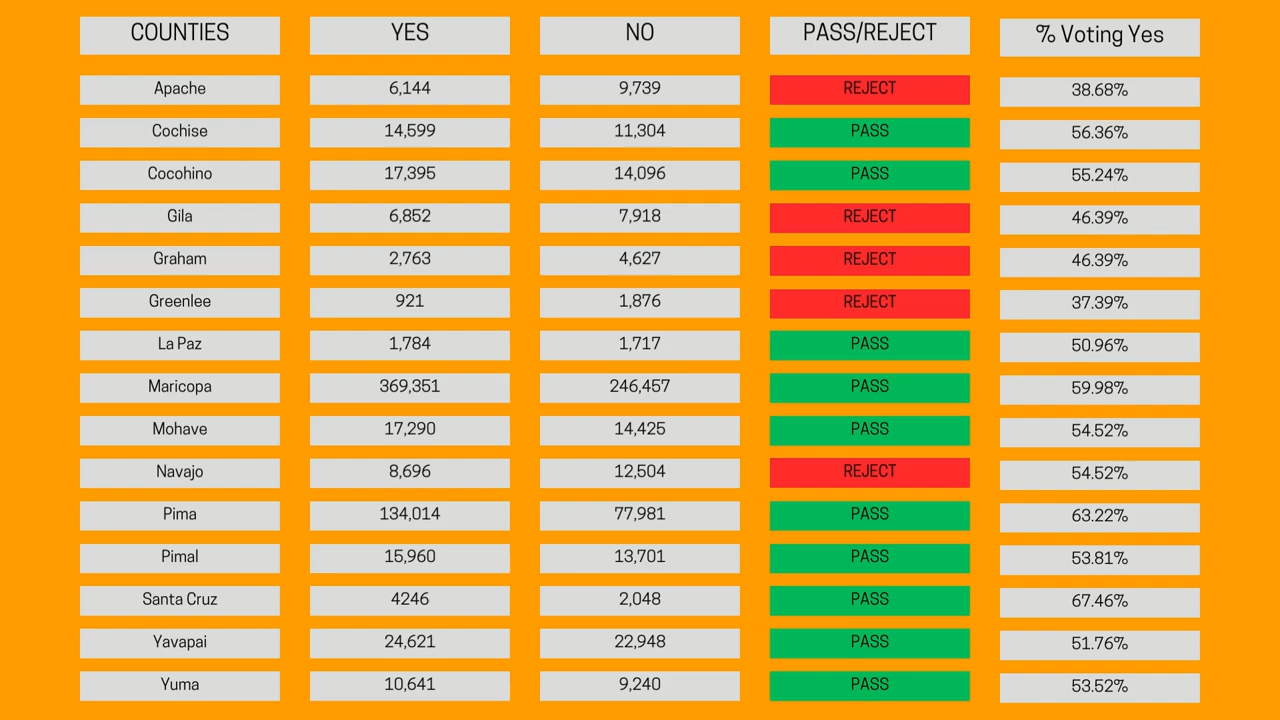 COUNTIES YES NO PASS/REJECT % Voting Yes
Apache 6,144 9,739 REJECT 38.68%
Cochise 14,599 11,304 PASS 56.36%
Cocohino 17,395 14,096 PASS 55.24%
Gila 6,852 7,918 REJECT 46.39%
Graham 2,763 4,627 REJECT 46.39%
Greenlee 921 1,876 REJECT 37.39%
La Paz 1,784 1,717 PASS 50.96%
Maricopa 369,351 246,457 PASS 59.98%
Mohave 17,290 14,425 PASS 54.52%
Navajo 8,696 12,504 REJECT 54.52%
Pima 134,014 77,981 PASS 63.22%
Pimal 15,960 13,701 PASS 53.81%
Santa Cruz 4246 2,048 PASS 67.46%
Yavapai 24,621 22,948 PASS 51.76%
Yuma 10,641 9,240 PASS 53.52%